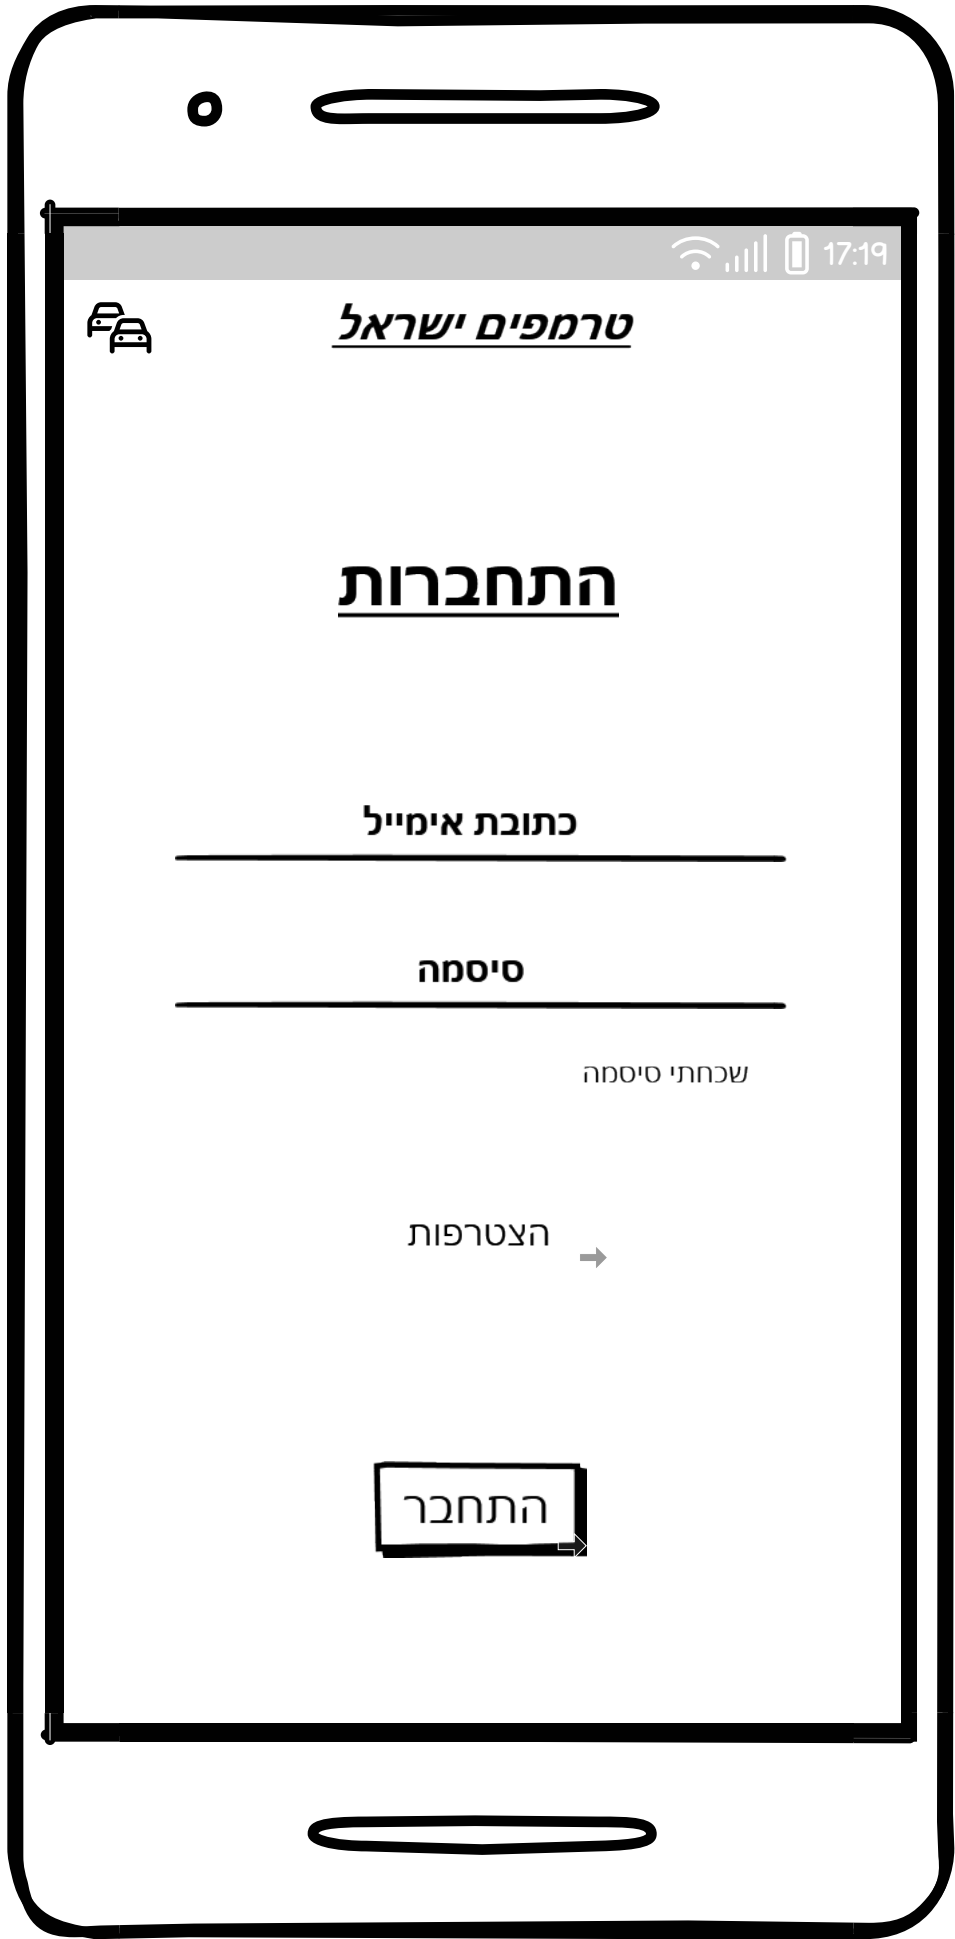 17:19
טרמפים ישראל
התחברות
כתובת אימייל
סיסמה
שכחתי סיסמה
הצטרפות
התחבר